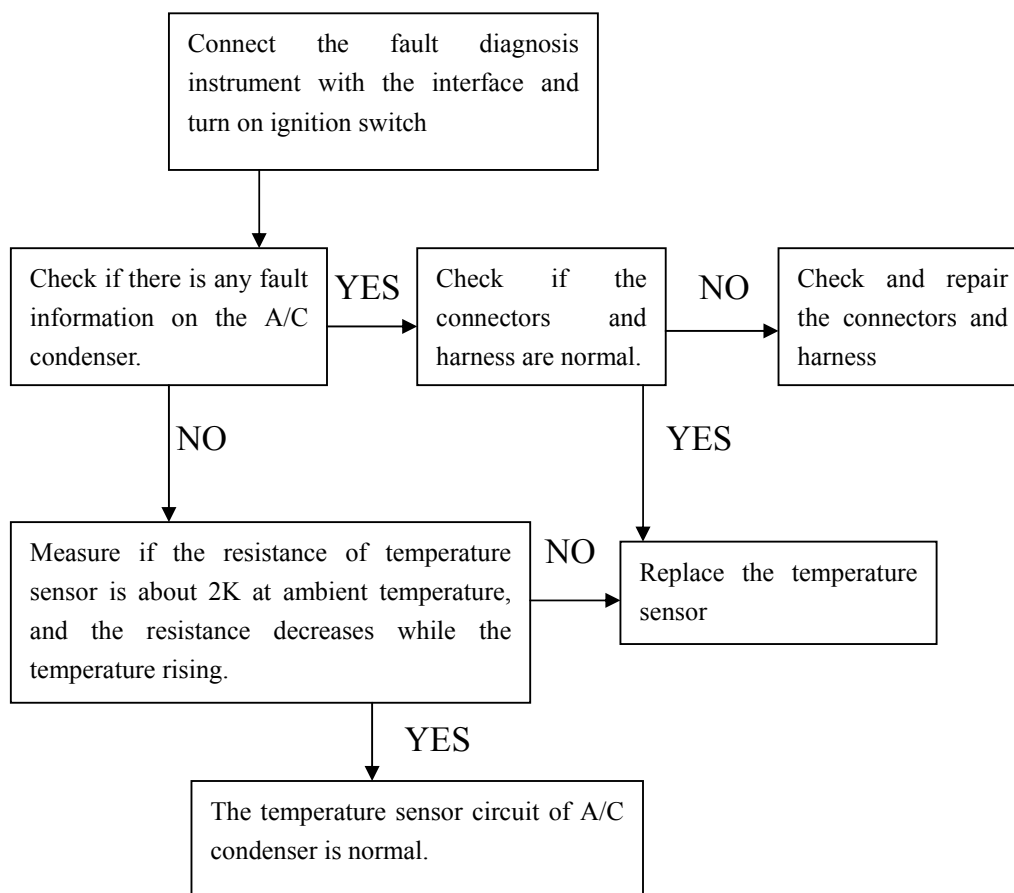 Connect the fault diagnosis
instrument with the interface and
turn on ignition switch
Check if there is any fault
information on the A/C
condenser.
YES
Check if the
connectors and
harness are normal.
NO
Check and repair
the connectors and
harness
NO
YES
Measure if the resistance of temperature
sensor is about 2K at ambient temperature,
and the resistance decreases while the
temperature rising.
NO
Replace the temperature
sensor
YES
The temperature sensor circuit of A/C
condenser is normal.